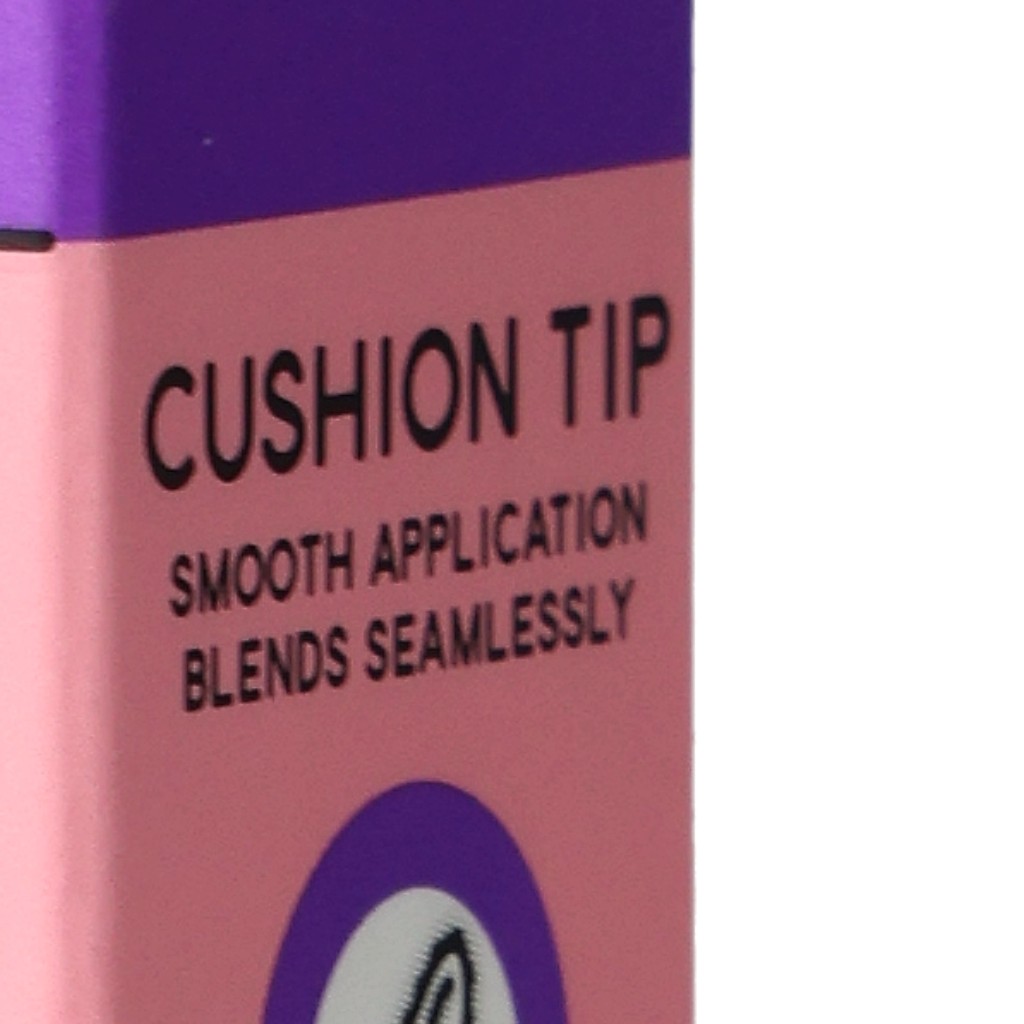 CUSHION TIP
SMOOTH APPLICATION
BLENDS SEAMLESSLY